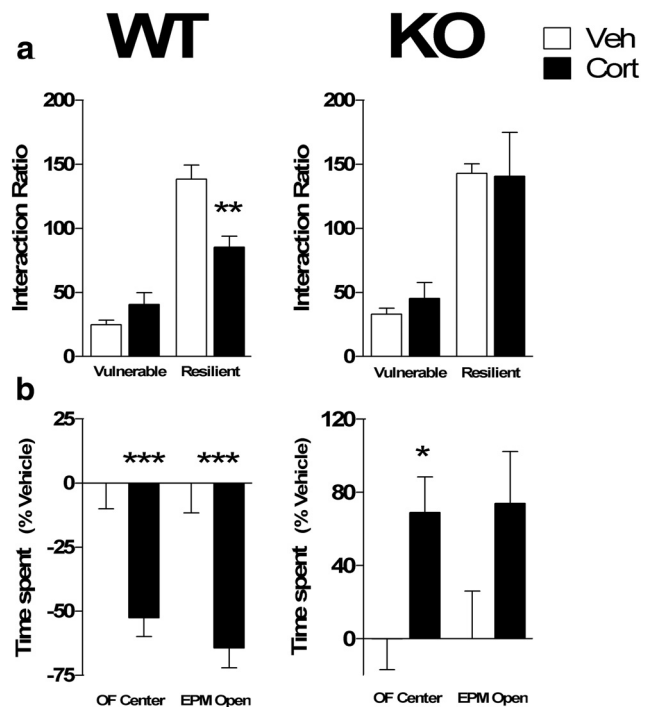 WT KO
a
Veh
Cort
Interaction Ratio
200
150
100
**
50
0
Vulnerable Resilient
Interaction Ratio
200
150
100
50
0
Vulnerable Resilient
b
Time spent (% Vehicle)
25
*** ***
0
-25
-50
-75
OF Center EPM Open
Time spent (% Vehicle)
120
*
80
40
0
OF Center EPM Open